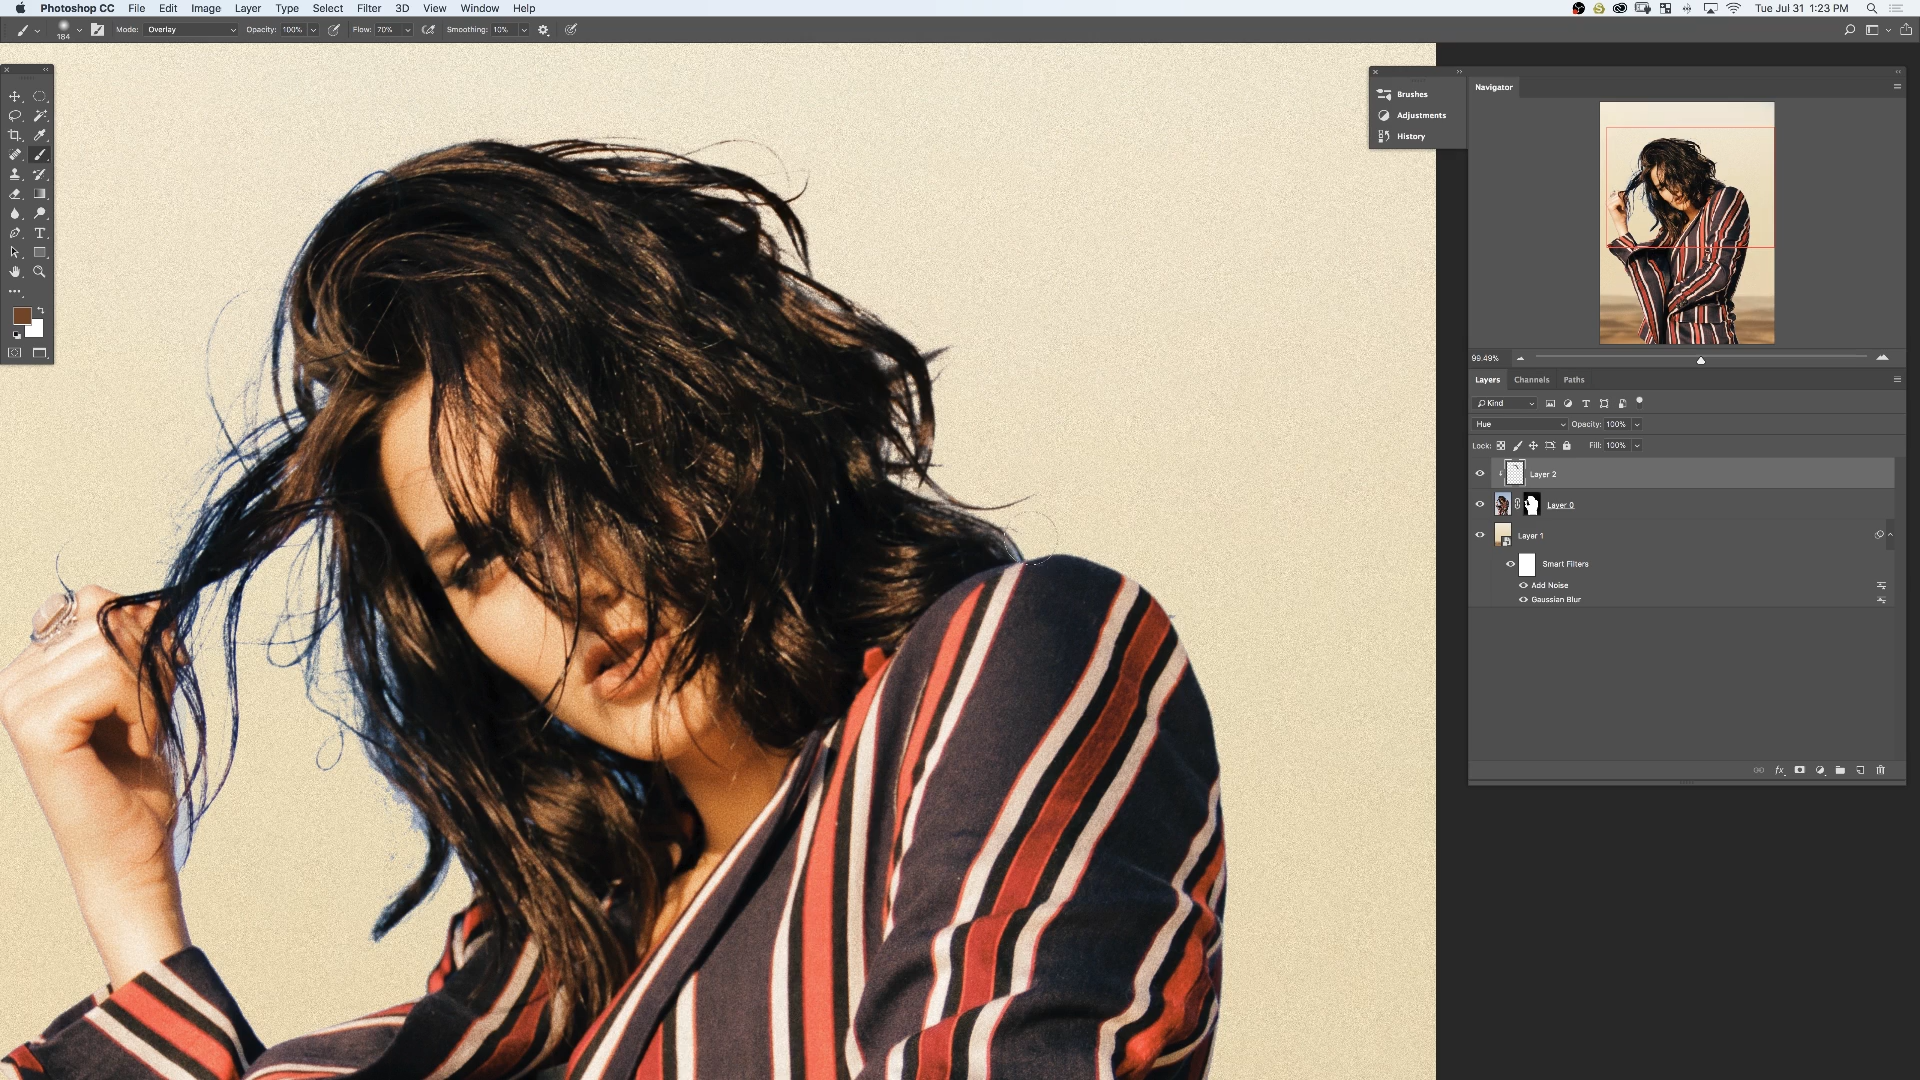 Photoshop CC File Edit Image Layer Type Select Filter 3D View Window Help Tue Jul 31 1:23 PM
184 Mode: Overlay Opacity: 100% Flow: 70% Smoothing: 10%
Brushes
Adjustments
History
Navigator
99.49%
Layers Channels Paths
Kind
Hue Opacity: 100%
Lock: Fill: 100%
Layer 2
Layer 0
Layer 1
Smart Filters
Add Noise
Gaussian Blur
fx